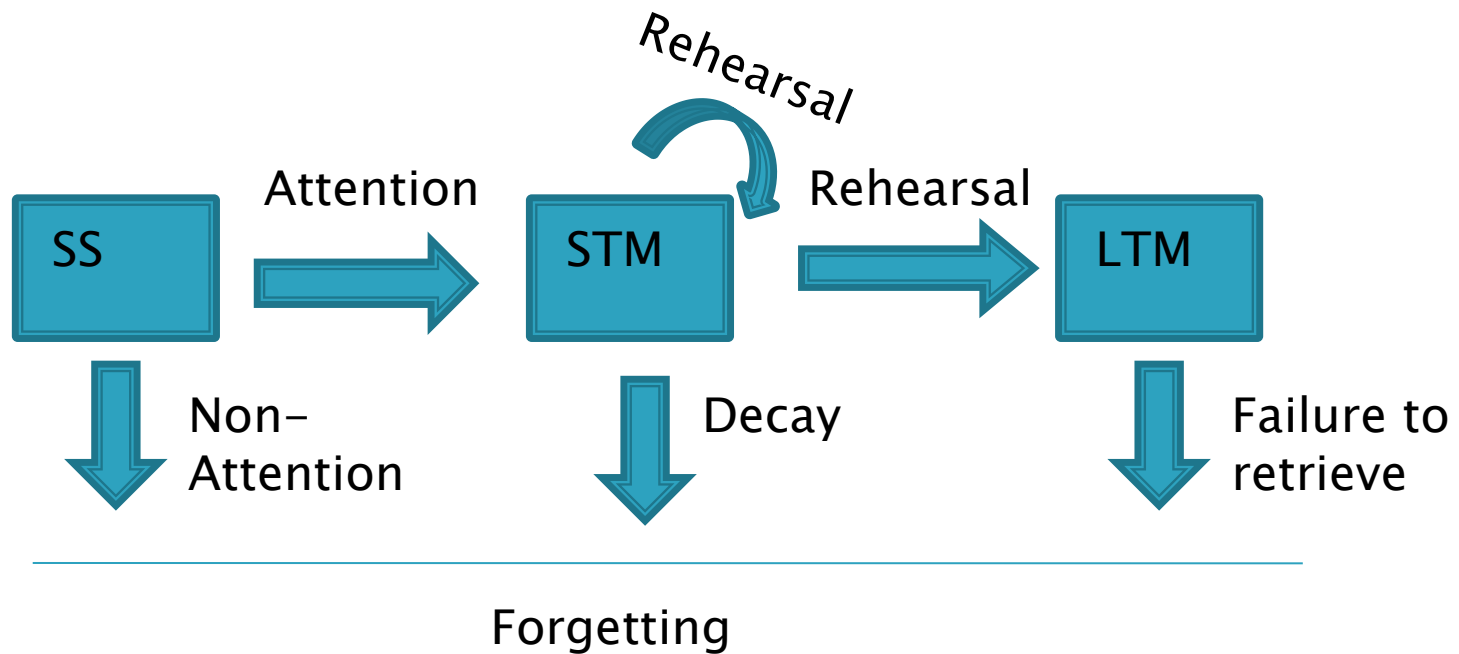 Rehearsal
Attention
Rehearsal
SS
STM
LTM
Non-
Attention
Decay
Failure to
retrieve
Forgetting